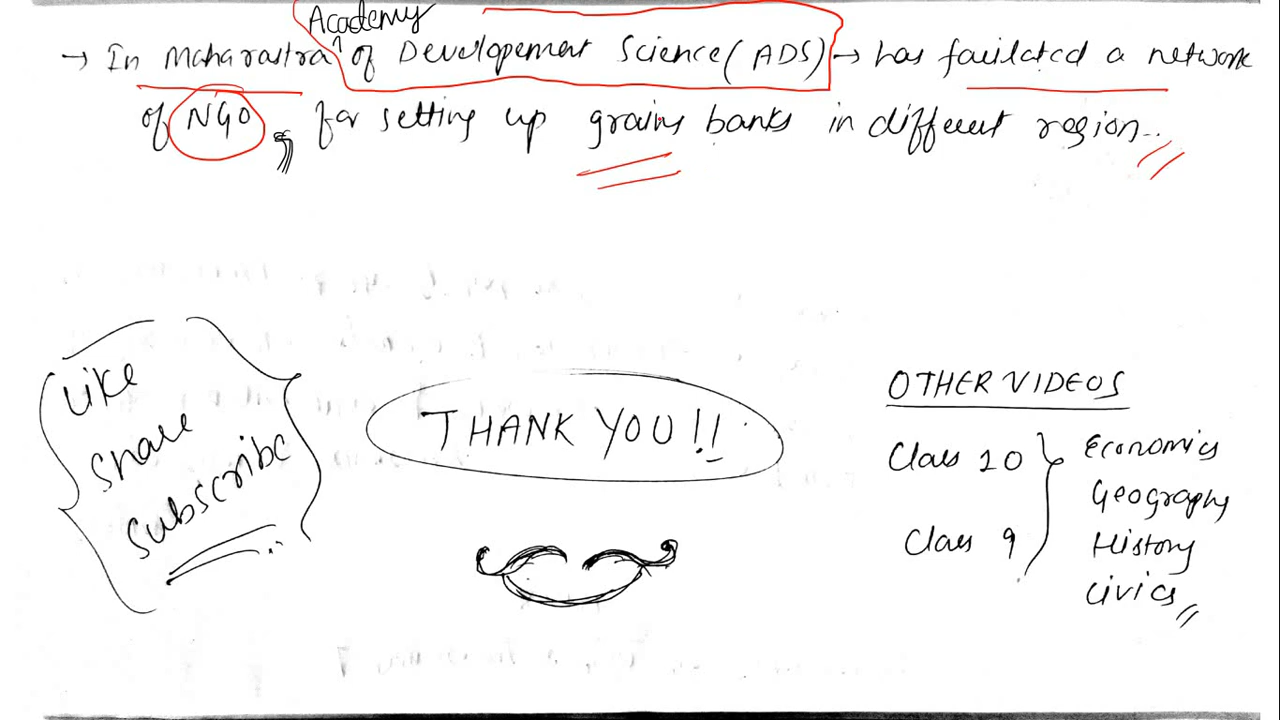 Academy
→ In Maharastra of Developement Science (ADS) → has failated a network
of NGO, for setting up grains banks in different region..
Like
Share
Subscribe
THANK YOU!!
OTHER VIDEOS
Class 10
Class 9
Economics
Geography
History
Civics